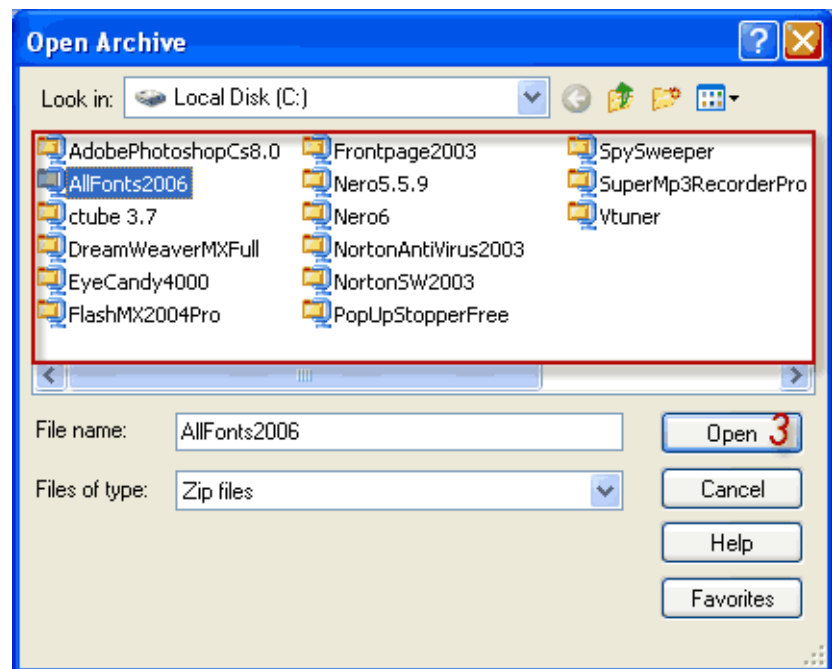 Open Archive
Look in: Local Disk (C:)
AdobePhotoshopCs8.0
AllFonts2006
ctube 3.7
DreamWeaverMXFull
EyeCandy4000
FlashMX2004Pro
Frontpage2003
Nero5.5.9
Nero6
NortonAntiVirus2003
NortonSW2003
PopUpStopperFree
SpySweeper
SuperMp3RecorderPro
Vtuner
File name: AllFonts2006
Open 3
Files of type: Zip files
Cancel
Help
Favorites